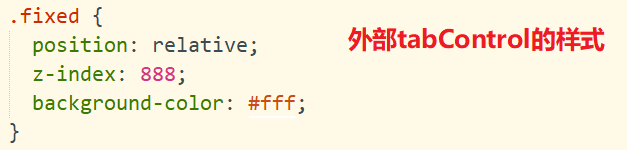 .fixed {
position: relative;
z-index: 888;
background-color: #fff;
}
外部tabControl的样式